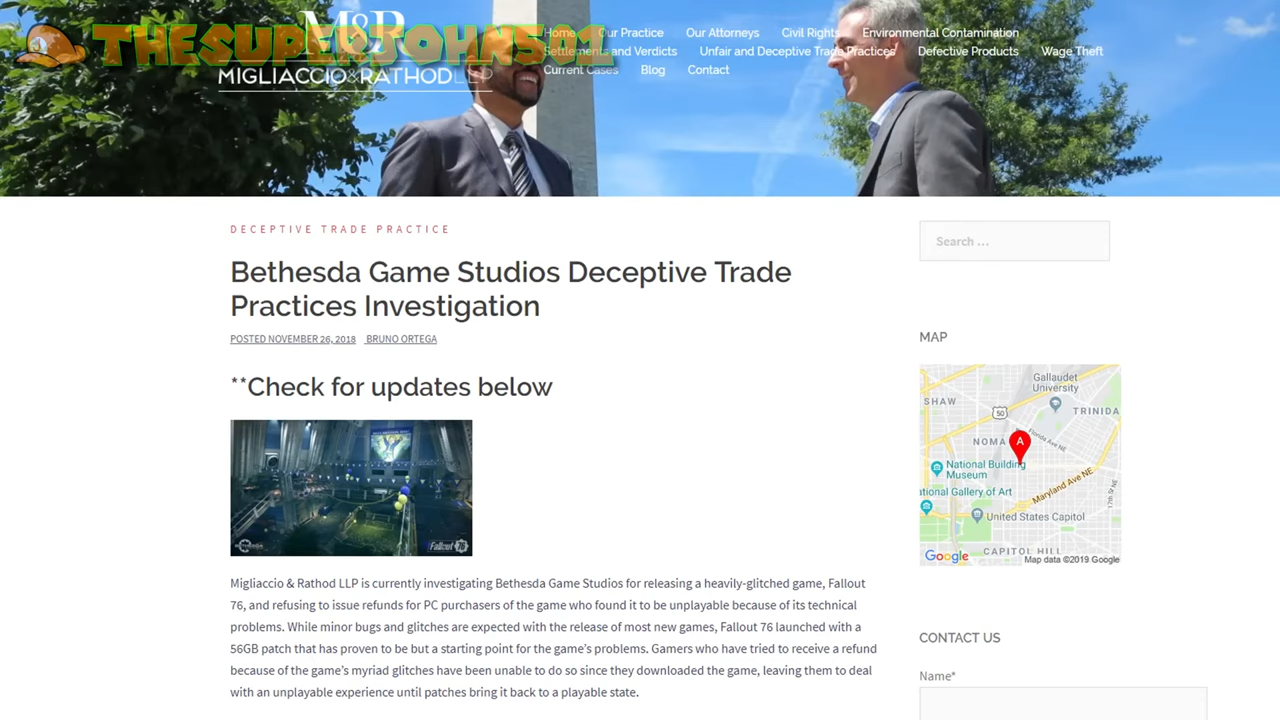 THESUPERJOHN501
M&R
MIGLIACCIO&RATHODLLP
Home Our Practice Our Attorneys Civil Rights Environmental Contamination
Settlements and Verdicts Unfair and Deceptive Trade Practices Defective Products Wage Theft
Current Cases Blog Contact
DECEPTIVE TRADE PRACTICE
Bethesda Game Studios Deceptive Trade
Practices Investigation
POSTED NOVEMBER 26, 2018 BRUNO ORTEGA
**Check for updates below
Fallout 76
Migliaccio & Rathod LLP is currently investigating Bethesda Game Studios for releasing a heavily-glitched game, Fallout
76, and refusing to issue refunds for PC purchasers of the game who found it to be unplayable because of its technical
problems. While minor bugs and glitches are expected with the release of most new games, Fallout 76 launched with a
56GB patch that has proven to be but a starting point for the game's problems. Gamers who have tried to receive a refund
because of the game's myriad glitches have been unable to do so since they downloaded the game, leaving them to deal
with an unplayable experience until patches bring it back to a playable state.
Search ...
MAP
Gallaudet
University
SHAW
50
TRINIDA
NOMA
Florida Ave NE
A
National Building
Museum
Maryland Ave NE
17th St NE
ational Gallery of Art
United States Capitol
CAPITOL HILL
Google
Map data ©2019 Google
CONTACT US
Name*